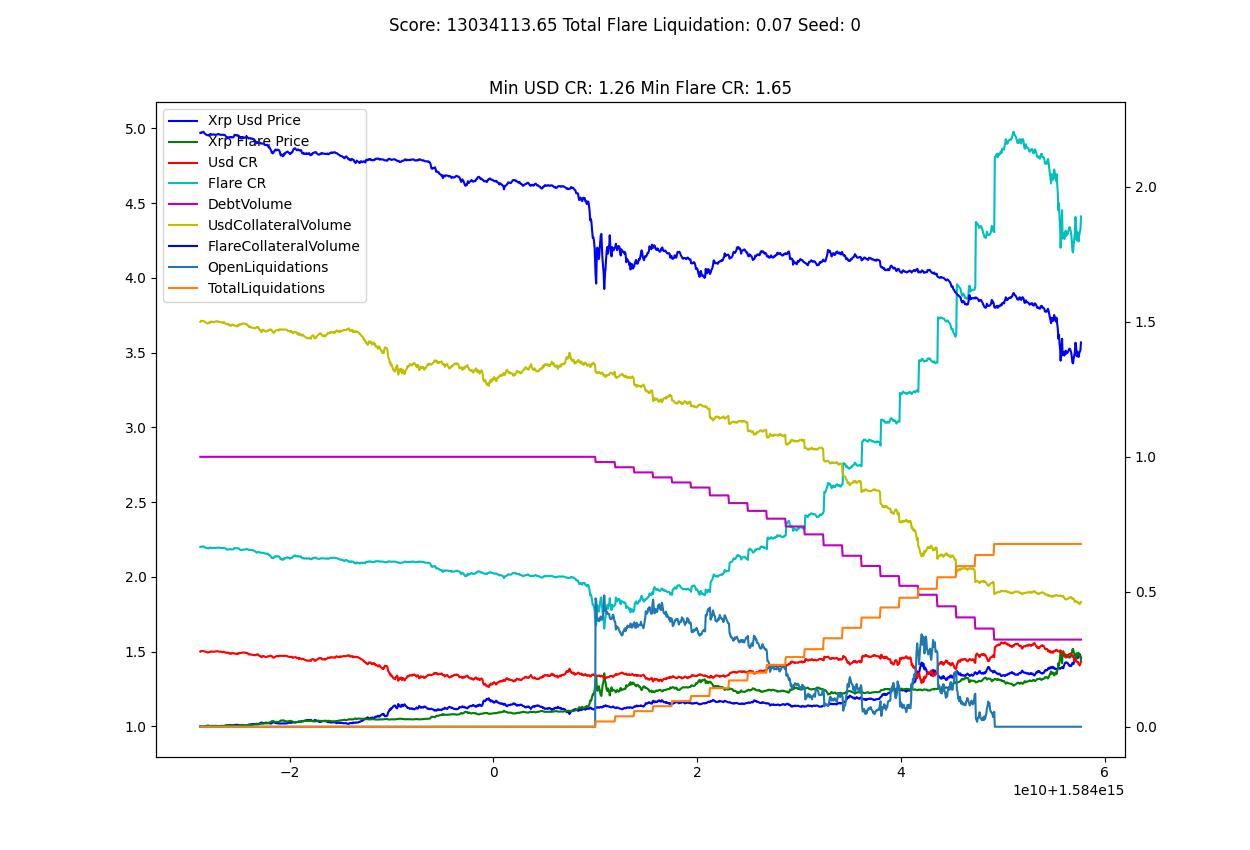 Score: 13034113.65 Total Flare Liquidation: 0.07 Seed: 0
Min USD CR: 1.26 Min Flare CR: 1.65
Xrp Usd Price
Xrp Flare Price
Usd CR
Flare CR
DebtVolume
UsdCollateralVolume
FlareCollateralVolume
OpenLiquidations
TotalLiquidations
5.0
4.5
4.0
3.5
3.0
2.5
2.0
1.5
1.0
2.0
1.5
1.0
0.5
0.0
−2
0
2
4
6
1e10+1.584e15